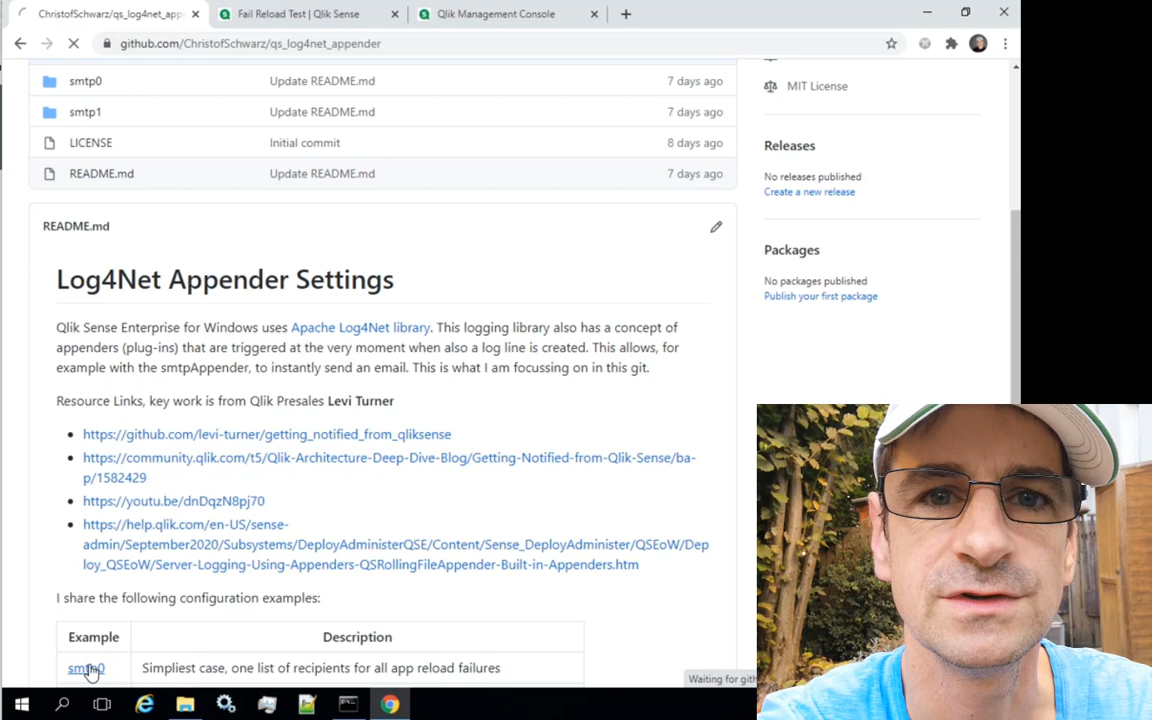 ChristofSchwarz/qs_log4net_app
Fail Reload Test | Qlik Sense
Qlik Management Console
github.com/ChristofSchwarz/qs_log4net_appender
smtp0 Update README.md 7 days ago
MIT License
smtp1 Update README.md 7 days ago
LICENSE Initial commit 8 days ago
Releases
README.md Update README.md 7 days ago
No releases published
Create a new release
README.md
Packages
Log4Net Appender Settings
No packages published
Publish your first package
Qlik Sense Enterprise for Windows uses Apache Log4Net library. This logging library also has a concept of
appenders (plug-ins) that are triggered at the very moment when also a log line is created. This allows, for
example with the smtpAppender, to instantly send an email. This is what I am focussing on in this git.
Resource Links, key work is from Qlik Presales Levi Turner
https://github.com/levi-turner/getting_notified_from_qliksense
https://community.qlik.com/t5/Qlik-Architecture-Deep-Dive-Blog/Getting-Notified-from-Qlik-Sense/ba-
p/1582429
https://youtu.be/dnDqzN8pj70
https://help.qlik.com/en-US/sense-
admin/September2020/Subsystems/DeployAdministerQSE/Content/Sense_DeployAdminister/QSEoW/Dep
loy_QSEoW/Server-Logging-Using-Appenders-QSRollingFileAppender-Built-in-Appenders.htm
I share the following configuration examples:
Example Description
smtp0 Simpliest case, one list of recipients for all app reload failures
Waiting for gith